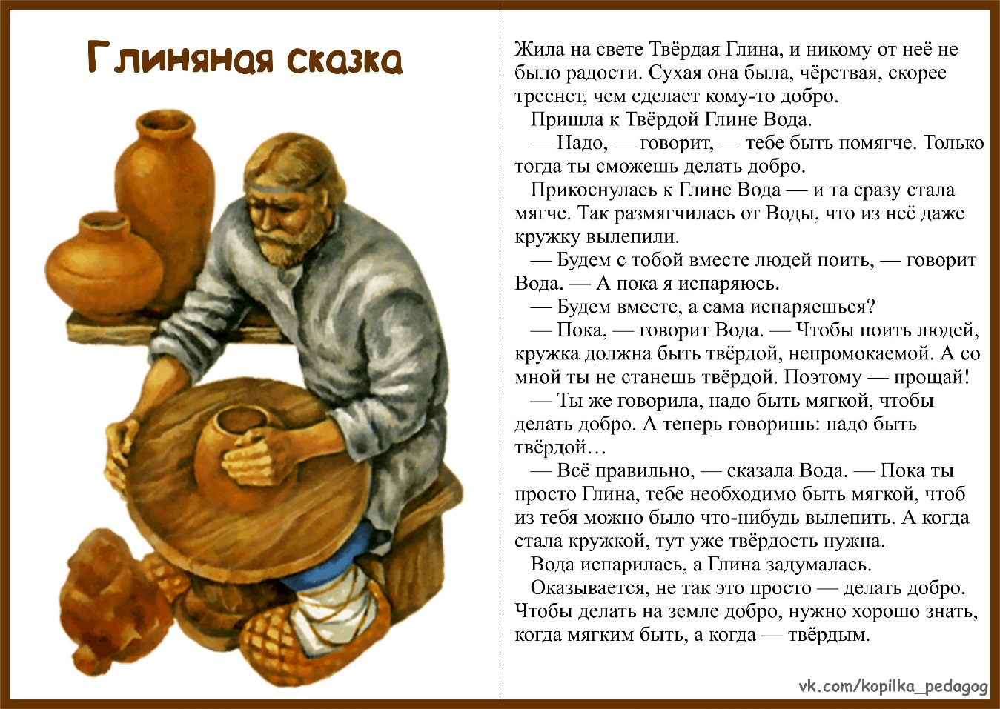 Глиняная сказка
Жила на свете Твёрдая Глина, и никому от неё не
было радости. Сухая она была, чёрствая, скорее
треснет, чем сделает кому-то добро.
Пришла к Твёрдой Глине Вода.
— Надо, — говорит, — тебе быть помягче. Только
тогда ты сможешь делать добро.
Прикоснулась к Глине Вода — и та сразу стала
мягче. Так размягчилась от Воды, что из неё даже
кружку вылепили.
— Будем с тобой вместе людей поить, — говорит
Вода. — А пока я испаряюсь.
— Будем вместе, а сама испаряешься?
— Пока, — говорит Вода. — Чтобы поить людей,
кружка должна быть твёрдой, непромокаемой. А со
мной ты не станешь твёрдой. Поэтому — прощай!
— Ты же говорила, надо быть мягкой, чтобы
делать добро. А теперь говоришь: надо быть
твёрдой…
— Всё правильно, — сказала Вода. — Пока ты
просто Глина, тебе необходимо быть мягкой, чтоб
из тебя можно было что-нибудь вылепить. А когда
стала кружкой, тут уже твёрдость нужна.
Вода испарилась, а Глина задумалась.
Оказывается, не так это просто — делать добро.
Чтобы делать на земле добро, нужно хорошо знать,
когда мягким быть, а когда — твёрдым.
vk.com/kopilka_pedagog